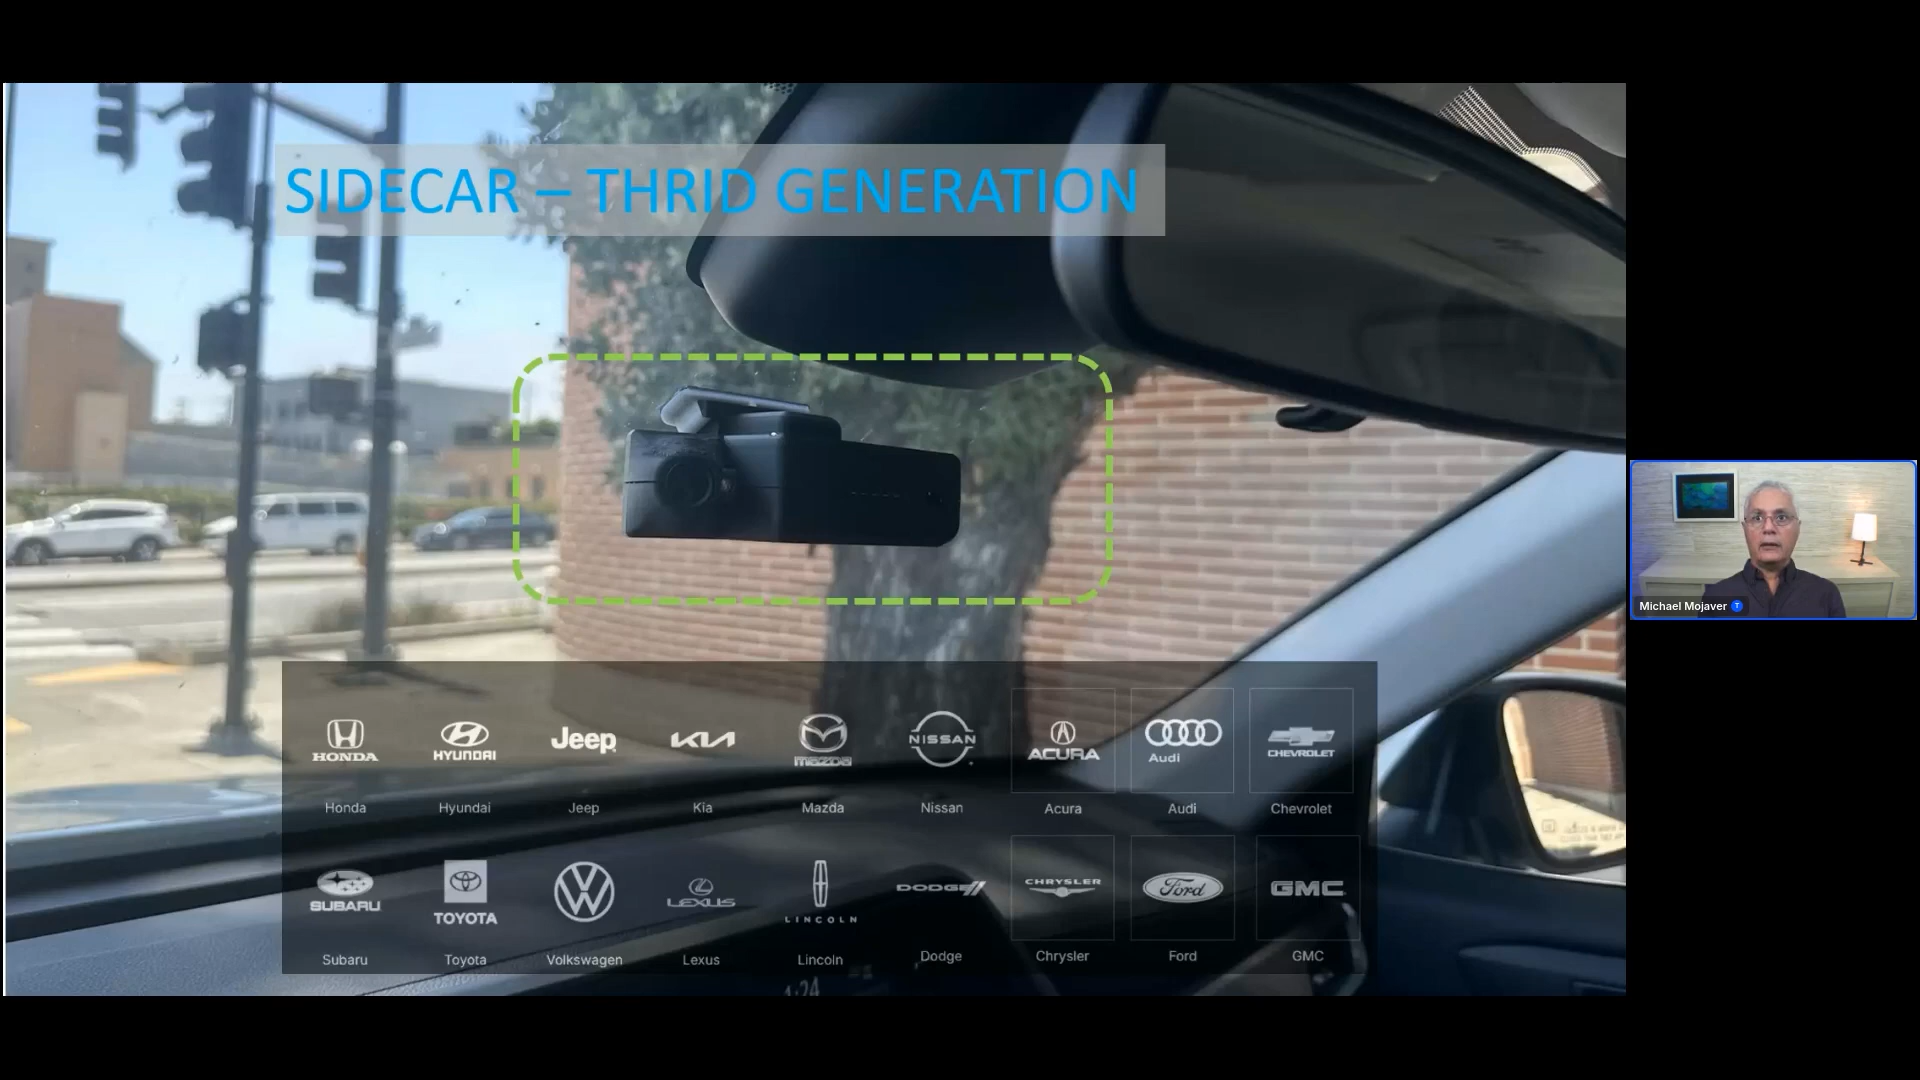 SIDECAR – THRID GENERATION
HONDA HYUNDAI Jeep KIA mazda NISSAN ACURA Audi CHEVROLET
Honda Hyundai Jeep Kia Mazda Nissan Acura Audi Chevrolet
SUBARU TOYOTA LEXUS LINCOLN DODGE CHRYSLER Ford GMC
Subaru Toyota Volkswagen Lexus Lincoln Dodge Chrysler Ford GMC
Michael Mojaver T